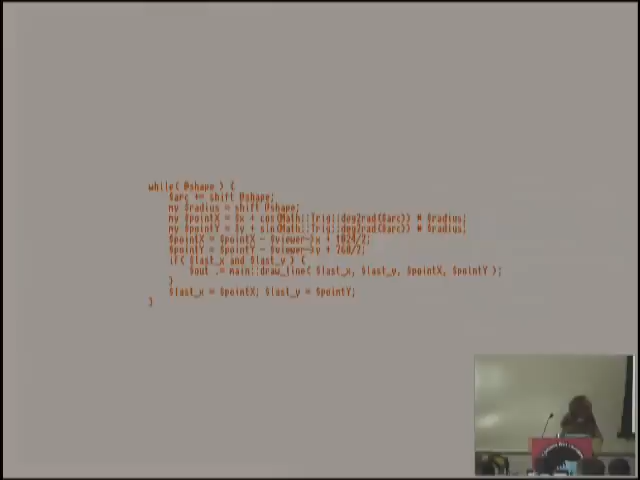 while( @shape ) {
$arc += shift @shape;
my $radius = shift @shape;
my $pointX = $x + cos(Math::Trig::deg2rad($arc)) * $radius;
my $pointY = $y + sin(Math::Trig::deg2rad($arc)) * $radius;
$pointX = $pointX - $viewer->x + 1024/2;
$pointY = $pointY - $viewer->y + 768/2;
if( $last_x and $last_y ) {
$out .= main::draw_line( $last_x, $last_y, $pointX, $pointY );
}
$last_x = $pointX; $last_y = $pointY;
}